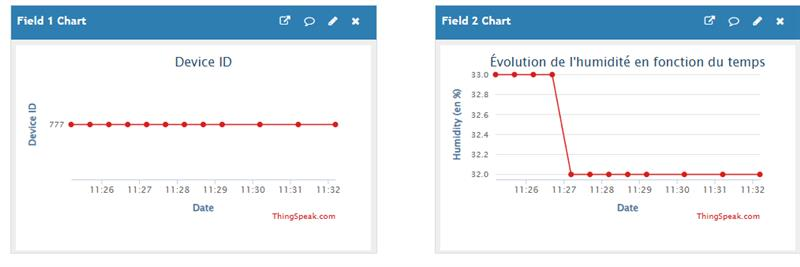 Field 1 Chart
Device ID
Device ID
777
11:26 11:27 11:28 11:29 11:30 11:31 11:32
Date
ThingSpeak.com
Field 2 Chart
Évolution de l'humidité en fonction du temps
Humidity (en %)
33.0
32.8
32.6
32.4
32.2
32.0
11:26 11:27 11:28 11:29 11:30 11:31 11:32
Date
ThingSpeak.com